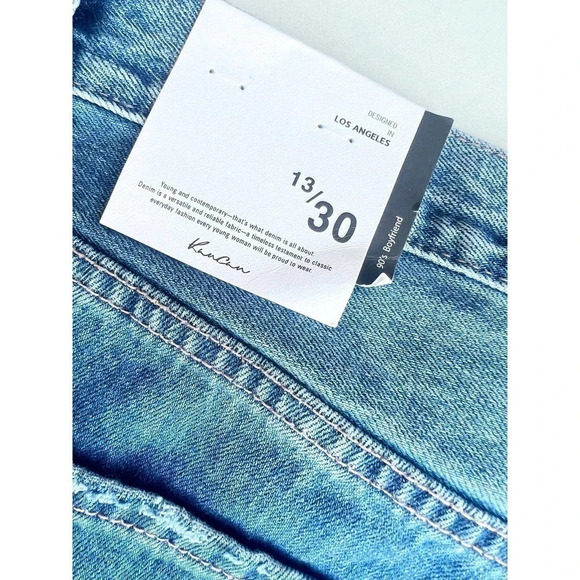 DESIGNED
IN
LOS ANGELES
13/30
Young and contemporary—that's what denim is all about.
Denim is a versatile and reliable fabric—a timeless testament to classic
everyday fashion every young woman will be proud to wear.
KanCan
90's Boyfriend